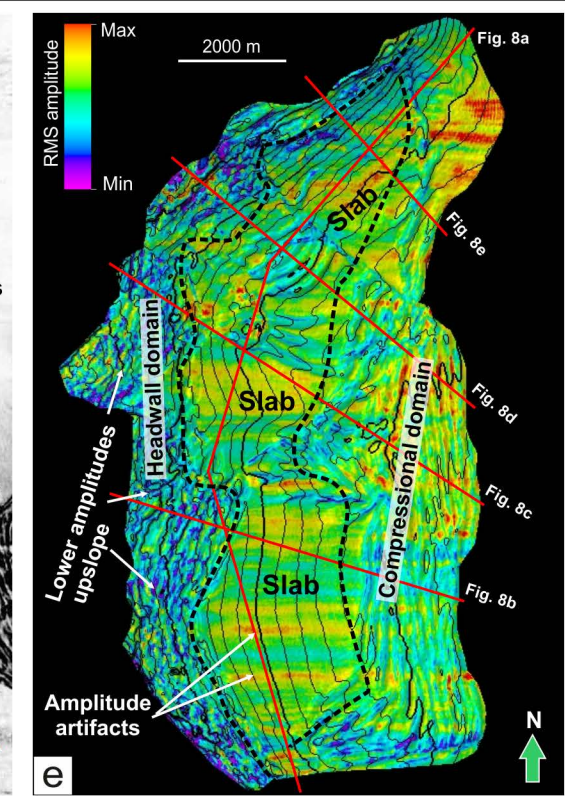 Max
RMS amplitude
Min
2000 m
Fig. 8a
Slab
Fig. 8e
Headwall domain
Slab
Compressional domain
Fig. 8d
Fig. 8c
Lower amplitudes
upslope
Slab
Fig. 8b
Amplitude
artifacts
N
e
s